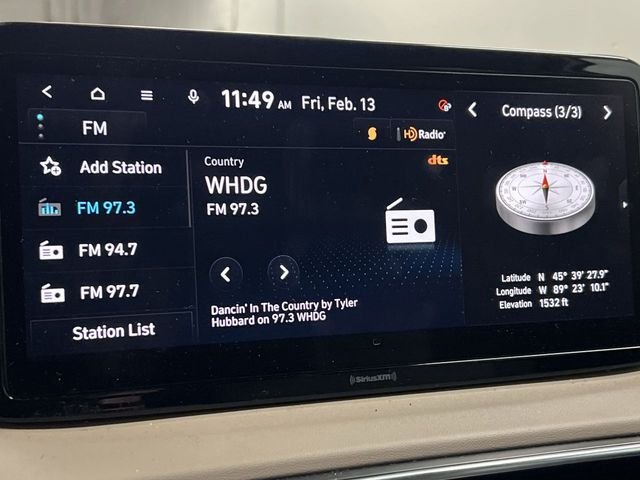 11:49 AM Fri, Feb. 13
FM
HD Radio
Add Station
FM 97.3
FM 94.7
FM 97.7
Station List
Country
dts
WHDG
FM 97.3
Dancin' In The Country by Tyler
Hubbard on 97.3 WHDG
Compass (3/3)
Latitude N 45° 39' 27.9"
Longitude W 89° 23' 10.1"
Elevation 1532 ft
((SiriusXM))